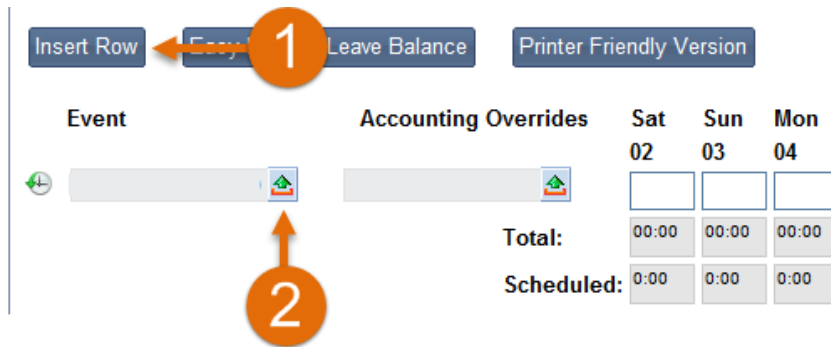 Insert Row 1 Leave Balance Printer Friendly Version
Event Accounting Overrides Sat Sun Mon
02 03 04
Total: 00:00 00:00 00:00
Scheduled: 0:00 0:00 0:00
2